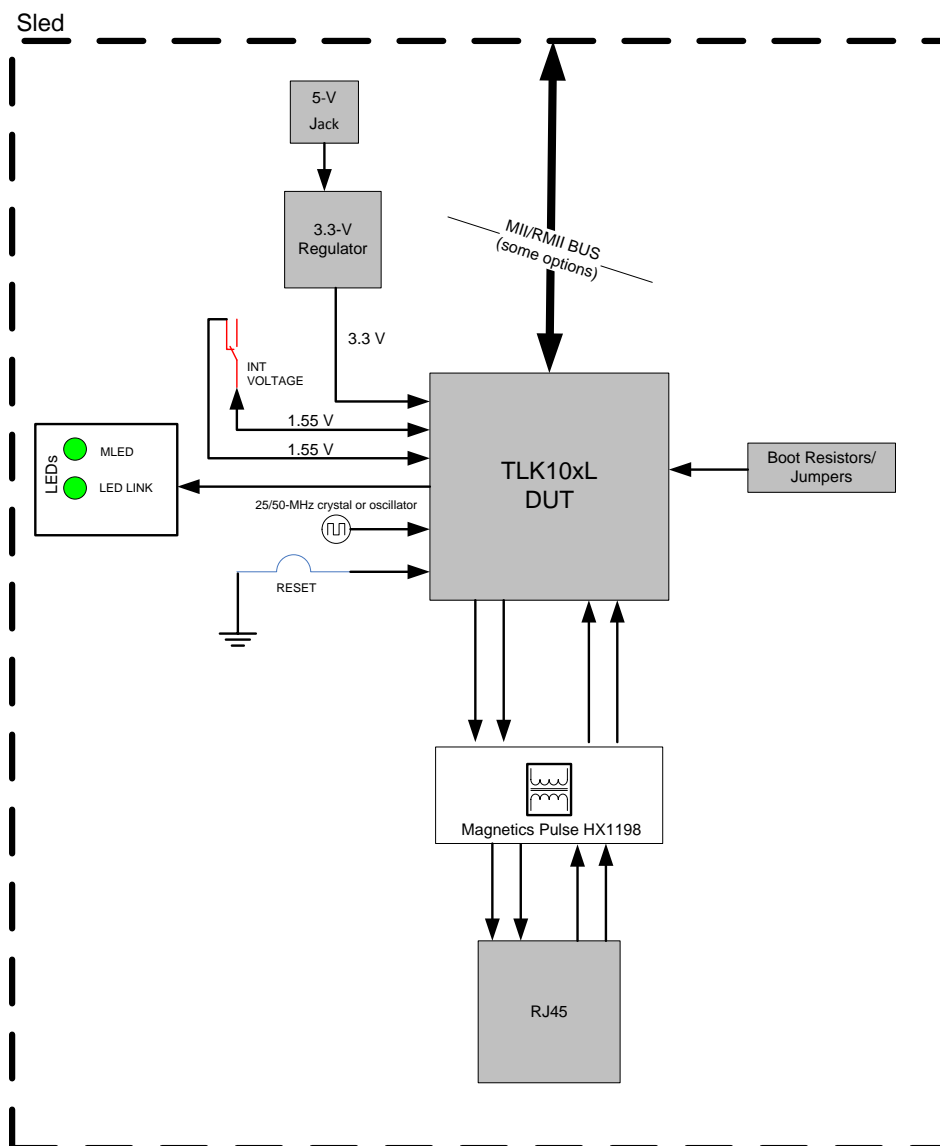 Sled
5-V
Jack
3.3-V
Regulator
MII/RMII BUS
(some options)
3.3 V
INT
VOLTAGE
1.55 V
1.55 V
LEDs
MLED
LED LINK
TLK10xL
DUT
Boot Resistors/
Jumpers
25/50-MHz crystal or oscillator
RESET
Magnetics Pulse HX1198
RJ45